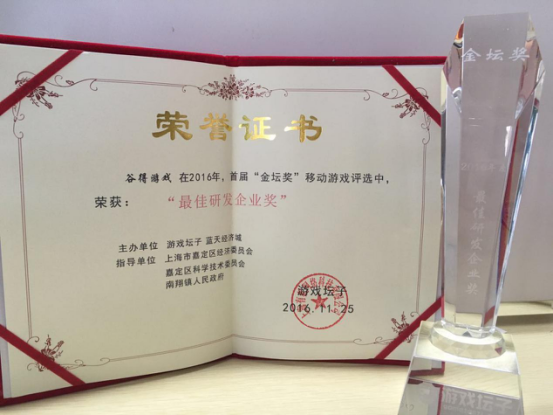 荣誉证书
谷得游戏 在2016年，首届“金坛奖”移动游戏评选中，
荣获： “最佳研发企业奖”
主办单位 游戏坛子 蓝天经济城
指导单位 上海市嘉定区经济委员会
嘉定区科学技术委员会
南翔镇人民政府
游戏坛子
2016.11.25
金坛奖
最佳研发企业奖
游戏坛子